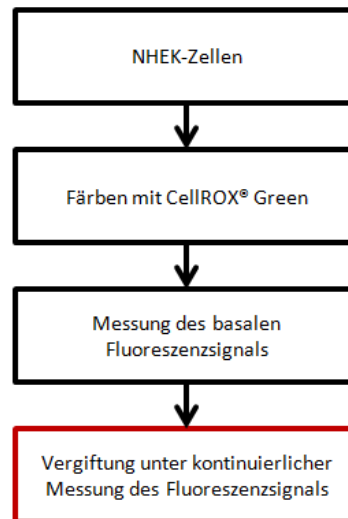 NHEK-Zellen
Färben mit CellROX® Green
Messung des basalen
Fluoreszenzsignals
Vergiftung unter kontinuierlicher
Messung des Fluoreszenzsignals